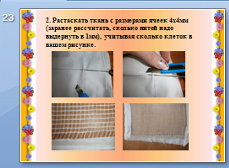 23
2. Растаскать ткань с размерами ячеек 4х4мм
(заранее рассчитать, сколько нитей надо
выдернуть в 1мм), учитывая сколько клеток в
вашем рисунке.